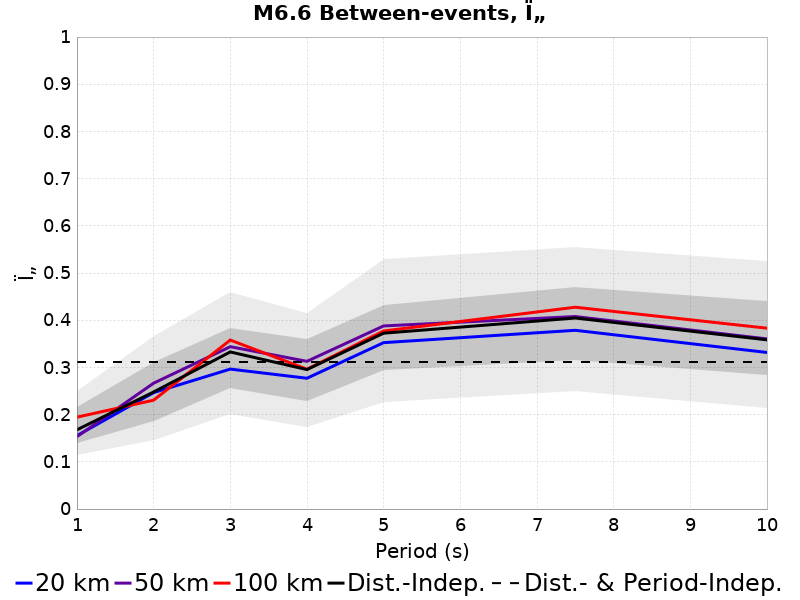 M6.6 Between-events, Ï„
1
0.9
0.8
0.7
0.6
0.5
0.4
0.3
0.2
0.1
0
Ï„
1 2 3 4 5 6 7 8 9 10
Period (s)
20 km 50 km 100 km Dist.-Indep. Dist.- & Period-Indep.